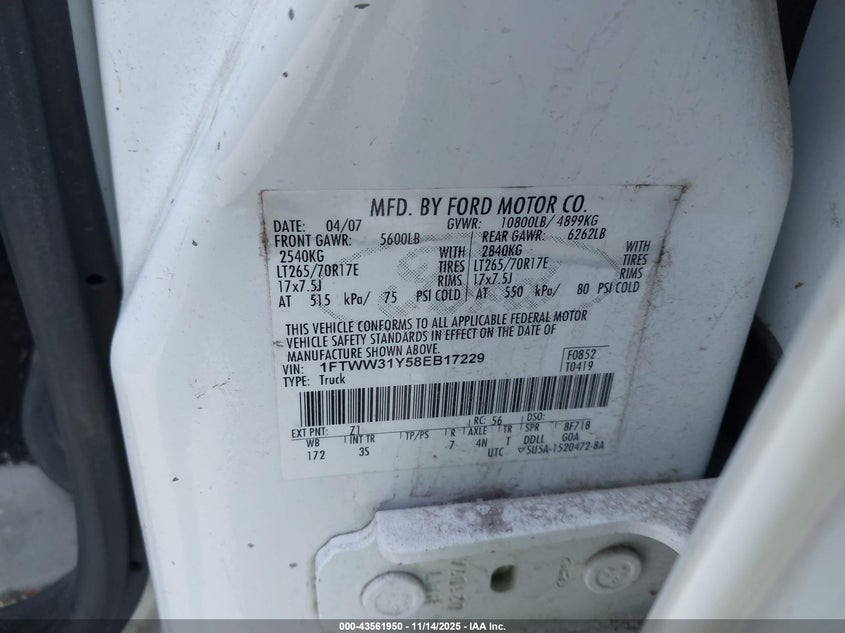 MFD. BY FORD MOTOR CO.
DATE: 04/07 GVWR: 10800LB/ 4899KG
FRONT GAWR: 5600LB REAR GAWR: 6262LB
2540KG WITH 2840KG WITH
LT265/70R17E TIRES LT265/70R17E TIRES
17x7.5J RIMS 17x7.5J RIMS
AT 515 kPa/ 75 PSI COLD AT 550 kPa/ 80 PSI COLD
THIS VEHICLE CONFORMS TO ALL APPLICABLE FEDERAL MOTOR
VEHICLE SAFETY STANDARDS IN EFFECT ON THE DATE OF
MANUFACTURE SHOWN ABOVE.
VIN: 1FTWW31Y58EB17229 F0852
TYPE: Truck T0419
EXT PNT: Z1 RC: 56 DSO:
WB INT TR TP/PS R AXLE TR SPR 8F718
172 3S 7 4N T DDLL G0A
UTC 5U5A-1520472-BA
000-43561950 - 11/14/2025 - IAA Inc.